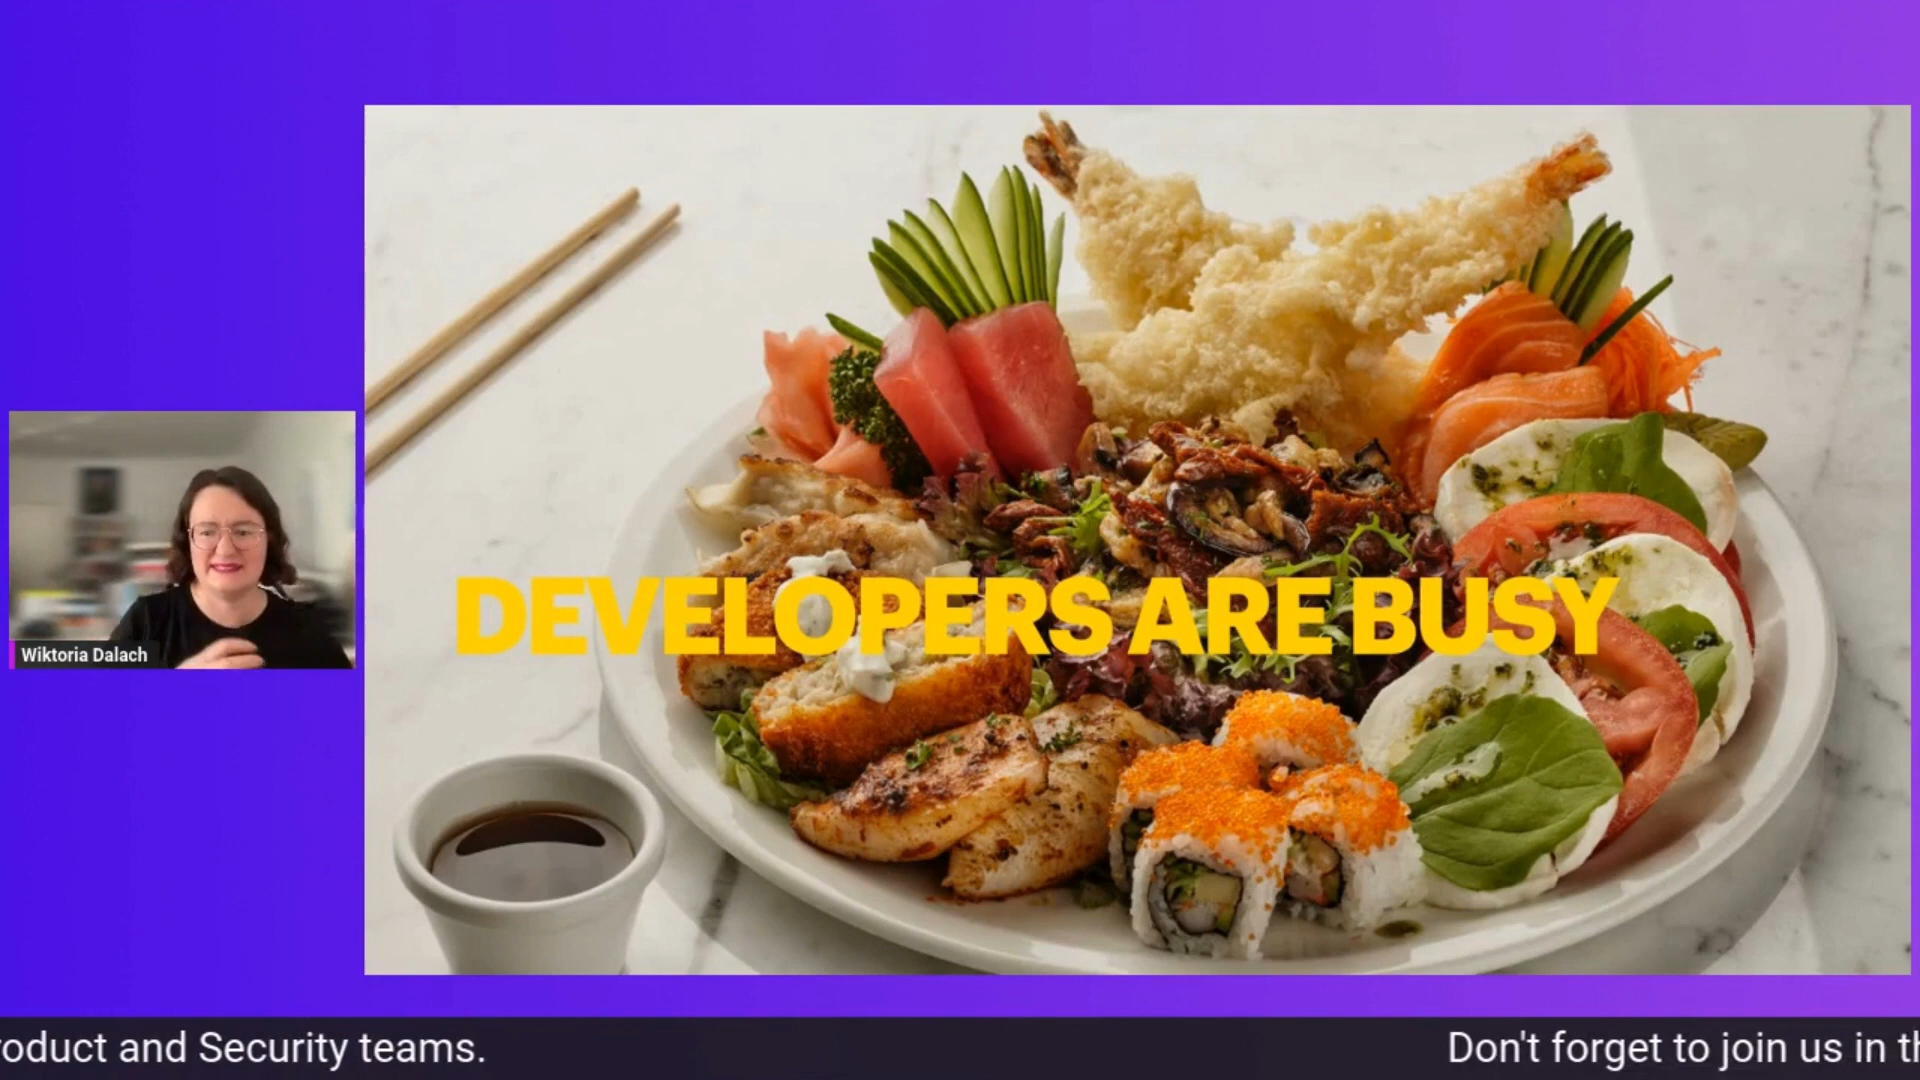 DEVELOPERS ARE BUSY
Wiktoria Dalach
roduct and Security teams.
Don't forget to join us in th